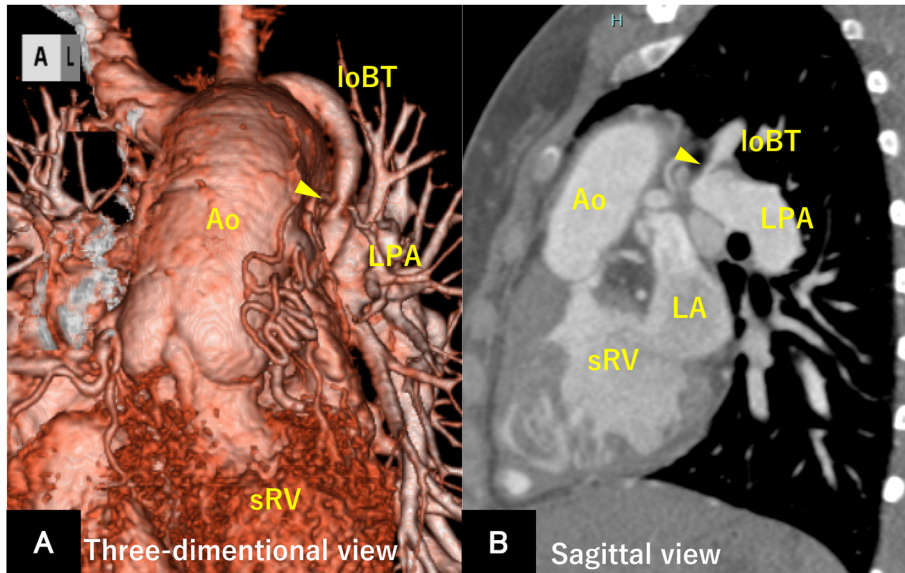 A L
loBT
Ao
LPA
sRV
A
Three-dimentional view
H
loBT
Ao
LPA
LA
sRV
B
Sagittal view